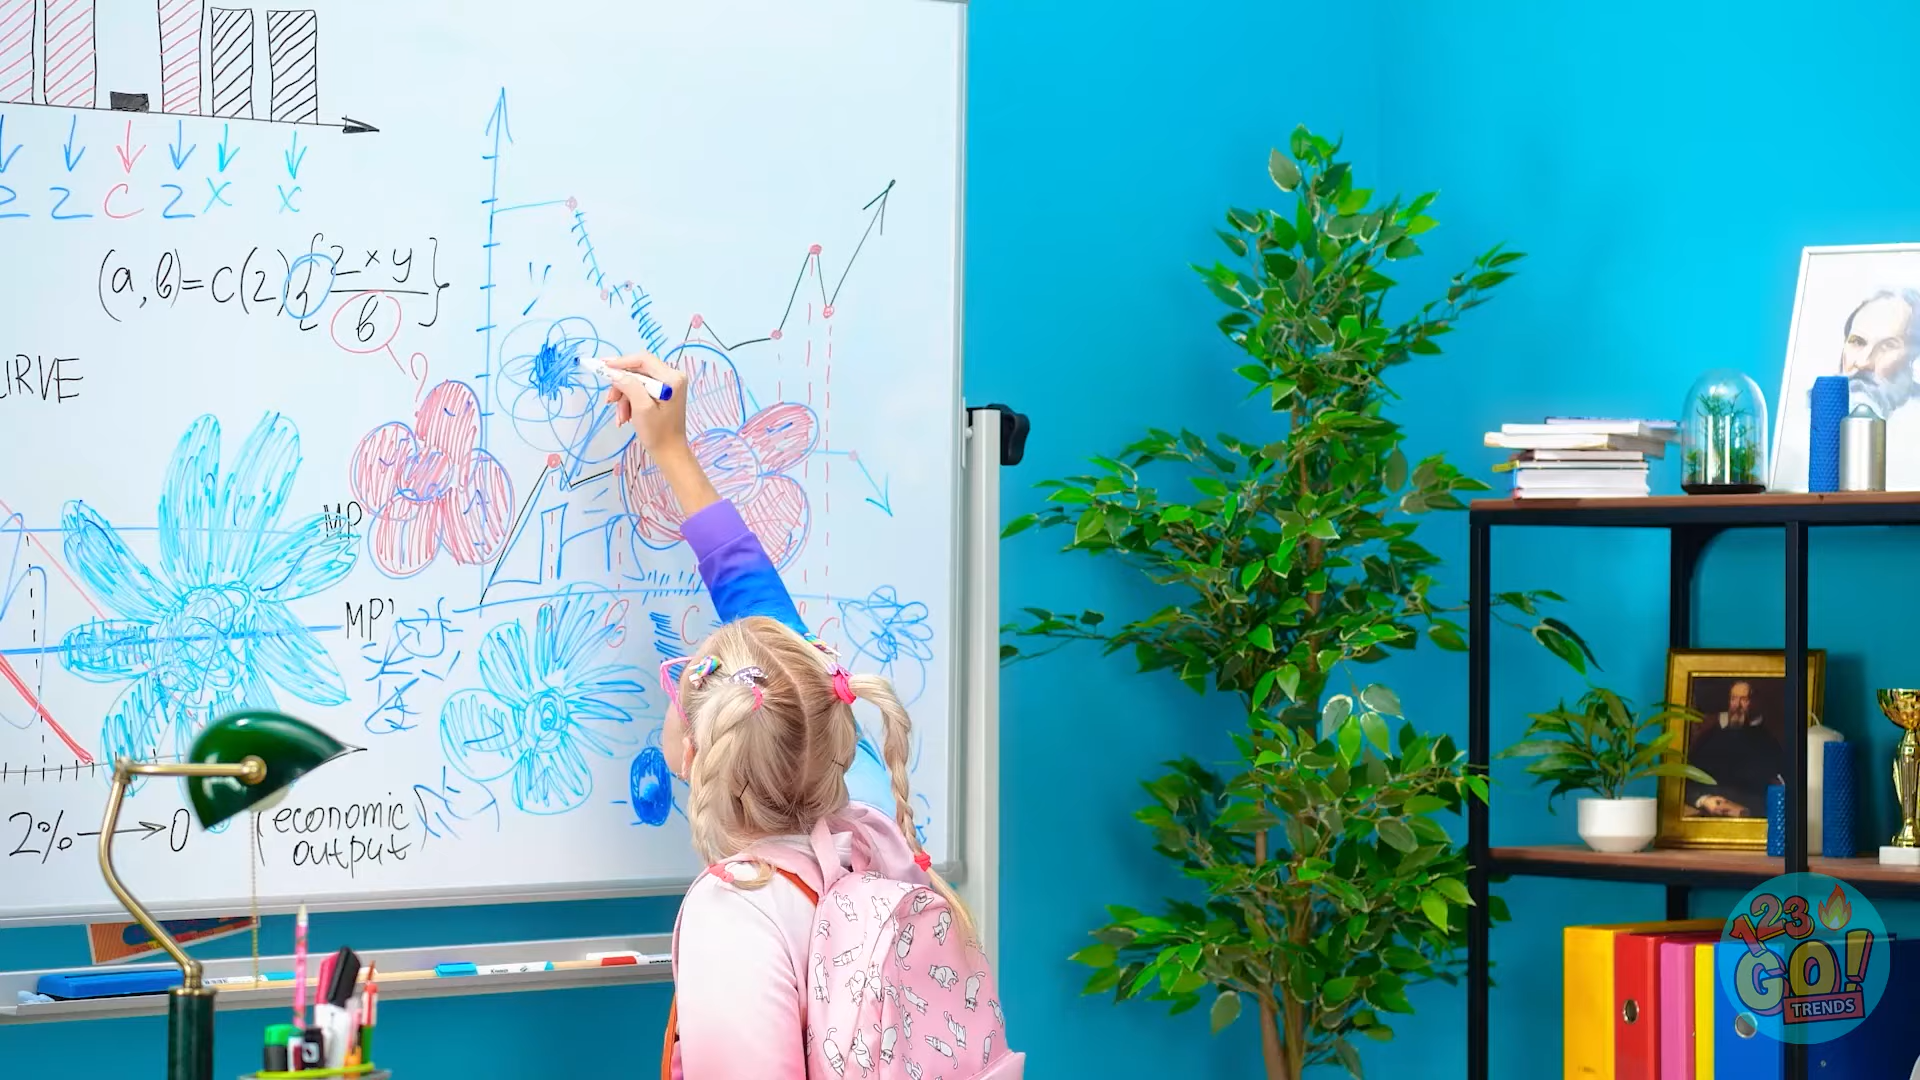 2 2 C 2 X X
(a,b)=C(2){2×y/b}
?
URVE
MP
MP'
2%→0 (economic output)
123 GO!
TRENDS